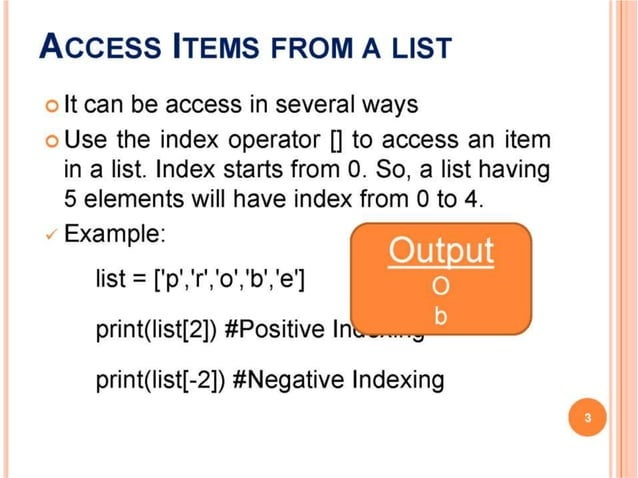 ACCESS ITEMS FROM A LIST
It can be access in several ways
Use the index operator [] to access an item
in a list. Index starts from 0. So, a list having
5 elements will have index from 0 to 4.
Example:
list = ['p','r','o','b','e']
Output
O
b
print(list[2]) #Positive
print(list[-2]) #Negative Indexing
3